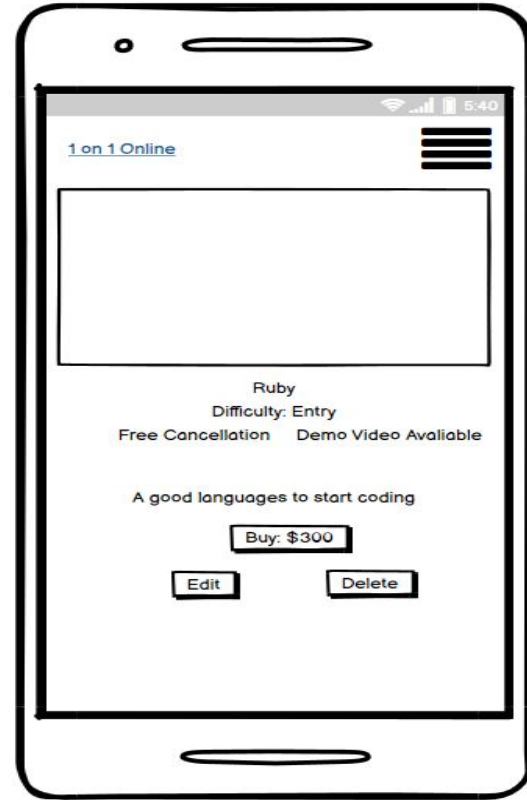 5:40
1 on 1 Online
Ruby
Difficulty: Entry
Free Cancellation Demo Video Avaliable
A good languages to start coding
Buy: $300
Edit Delete